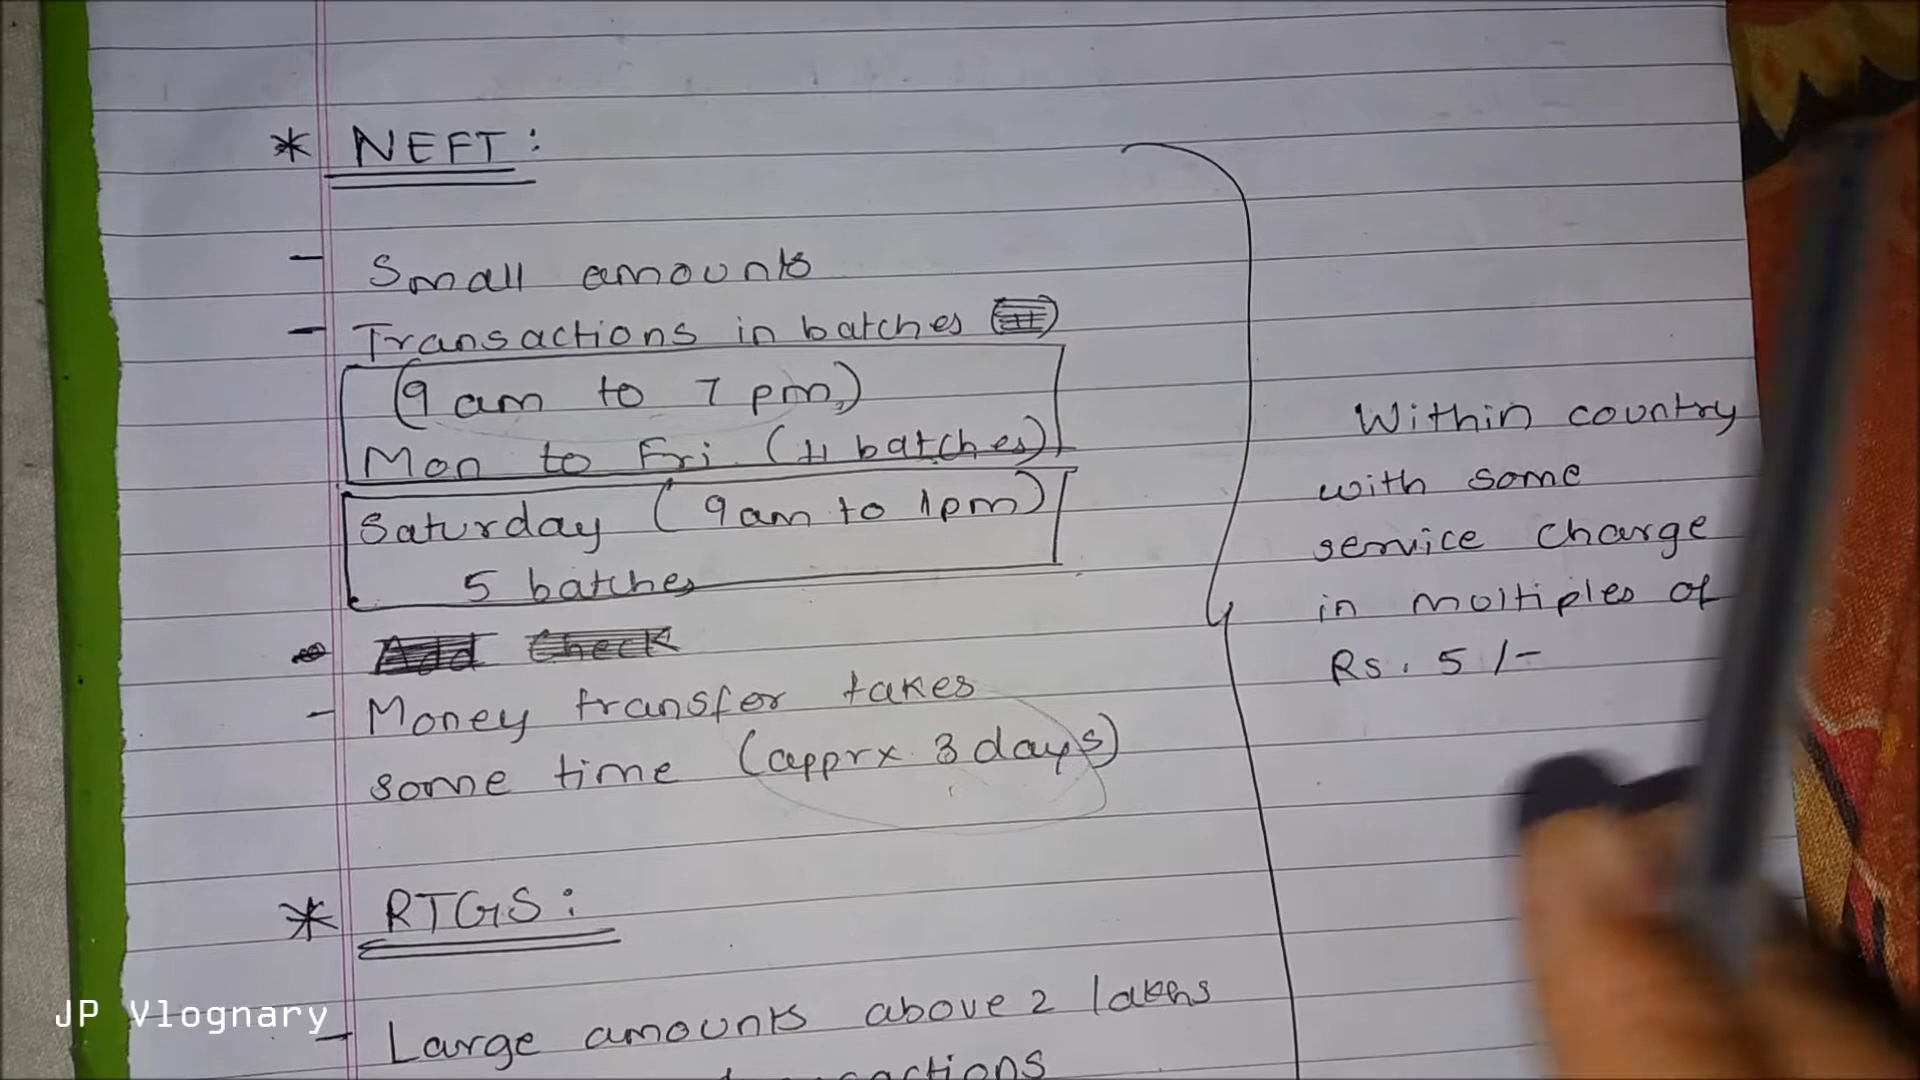 * NEFT :
- Small amounts
- Transactions in batches
(9 am to 7 pm)
Mon to Fri (11 batches)
Saturday (9am to 1pm)
5 batches
Add Check
- Money transfer takes
some time (apprx 3 days)
Within country
with some
service charge
in moltiples of
Rs. 5 /-
* RTGS :
- Large amounts above 2 lakhs
JP Vlognary